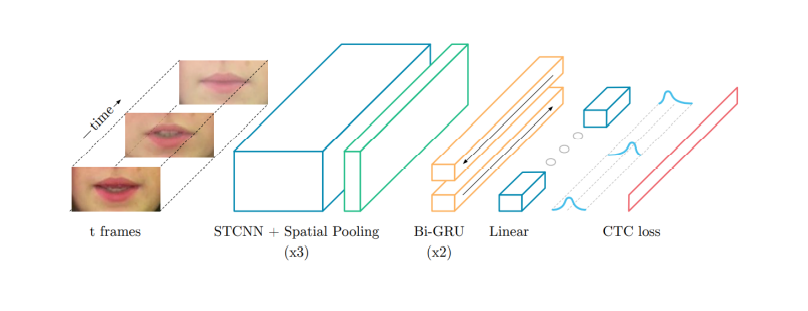 time
t frames
STCNN + Spatial Pooling
(x3)
Bi-GRU
(x2)
Linear
CTC loss